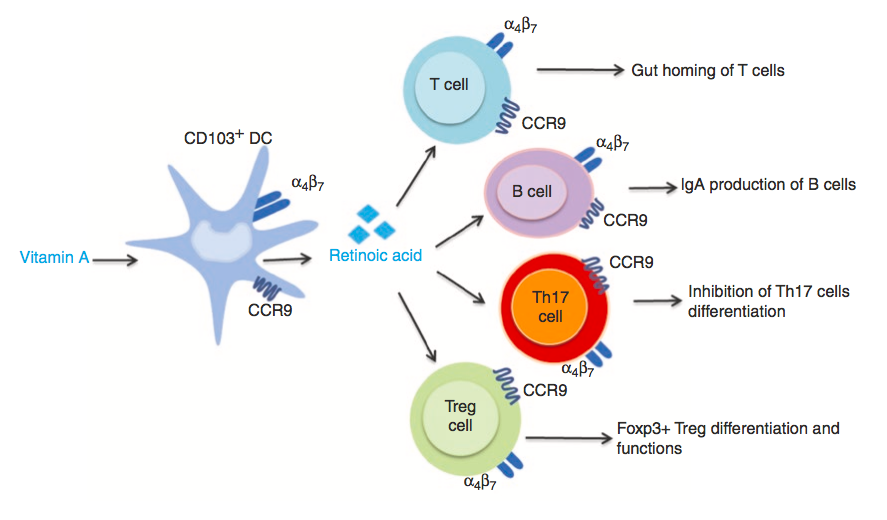 α4β7
T cell
Gut homing of T cells
CCR9
CD103+ DC
α4β7
α4β7
B cell
IgA production of B cells
CCR9
Vitamin A
Retinoic acid
CCR9
CCR9
Th17
cell
Inhibition of Th17 cells
differentiation
α4β7
CCR9
Treg
cell
Foxp3+ Treg differentiation and
functions
α4β7